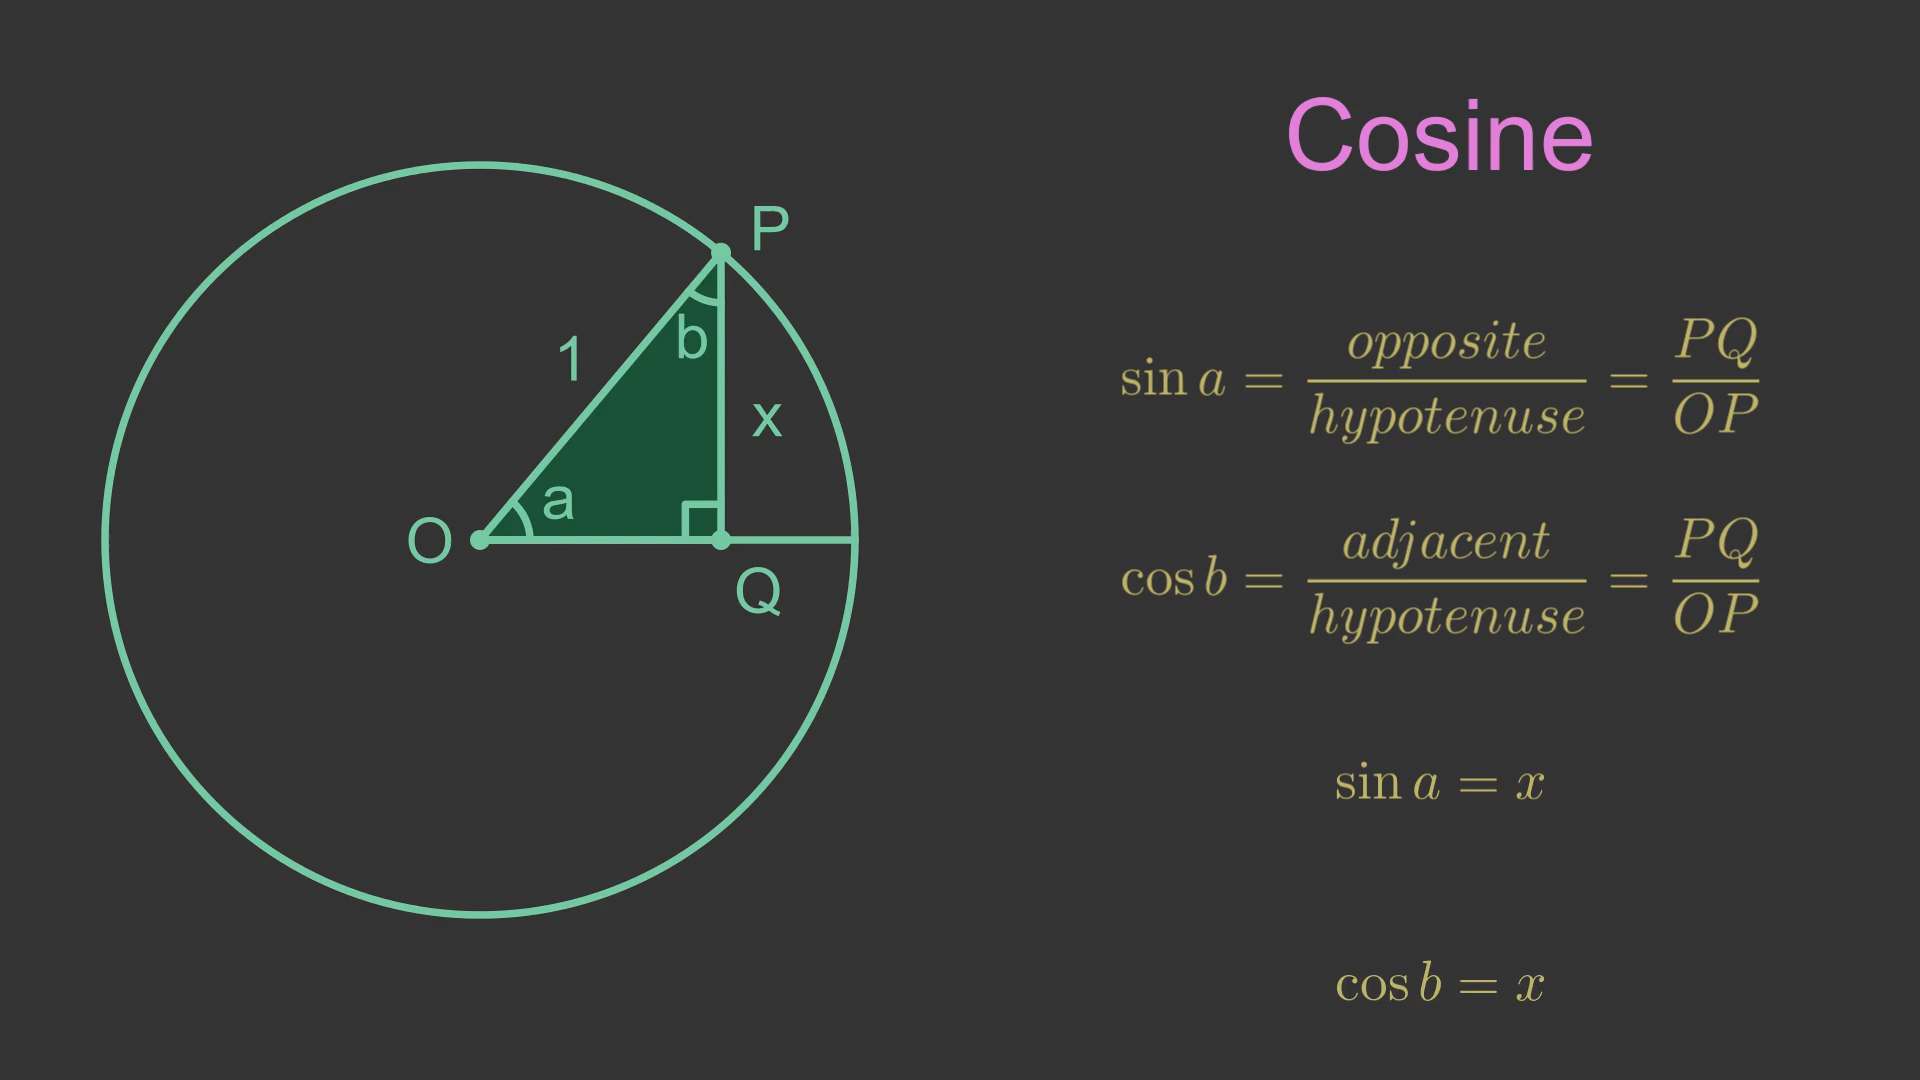 Cosine
P
1
b
x
a
O
Q
sin a = opposite / hypotenuse = PQ / OP
cos b = adjacent / hypotenuse = PQ / OP
sin a = x
cos b = x